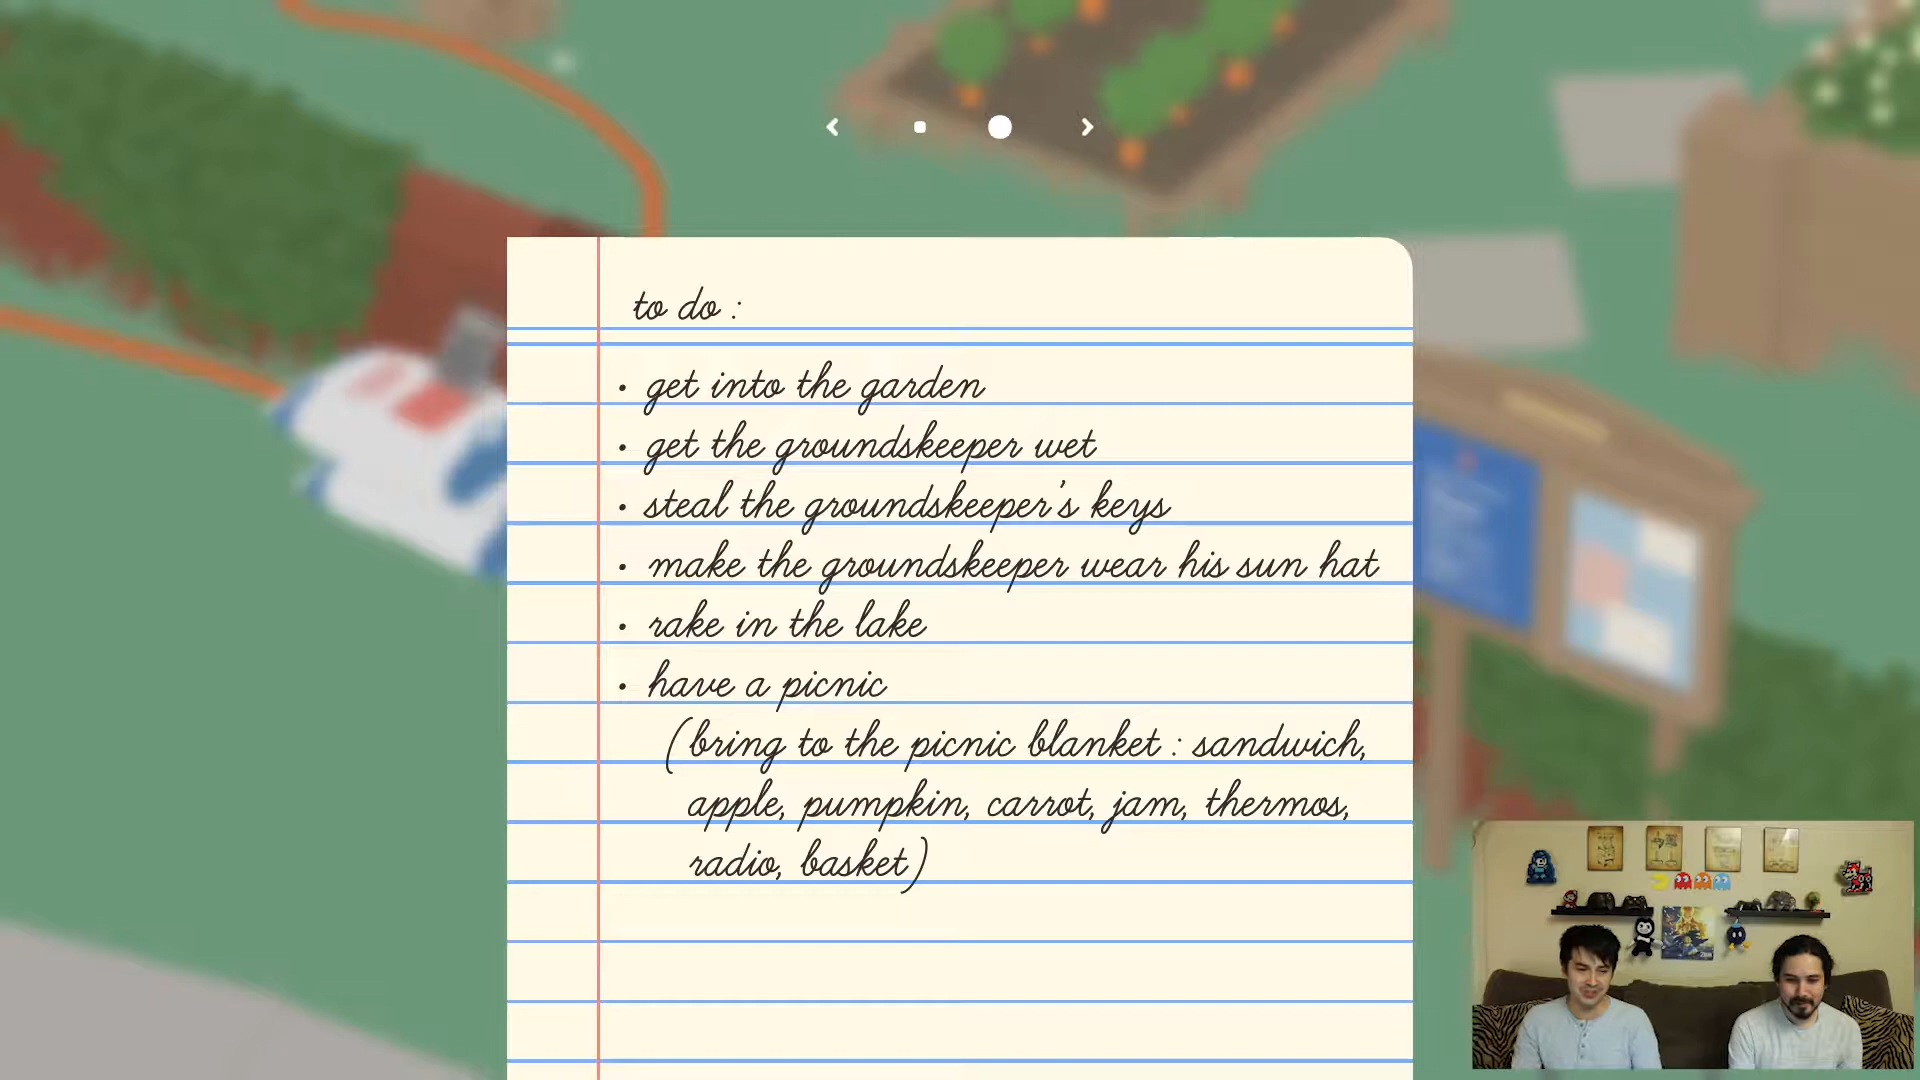 to do :
• get into the garden
• get the groundskeeper wet
• steal the groundskeeper's keys
• make the groundskeeper wear his sun hat
• rake in the lake
• have a picnic
(bring to the picnic blanket : sandwich,
apple, pumpkin, carrot, jam, thermos,
radio, basket)